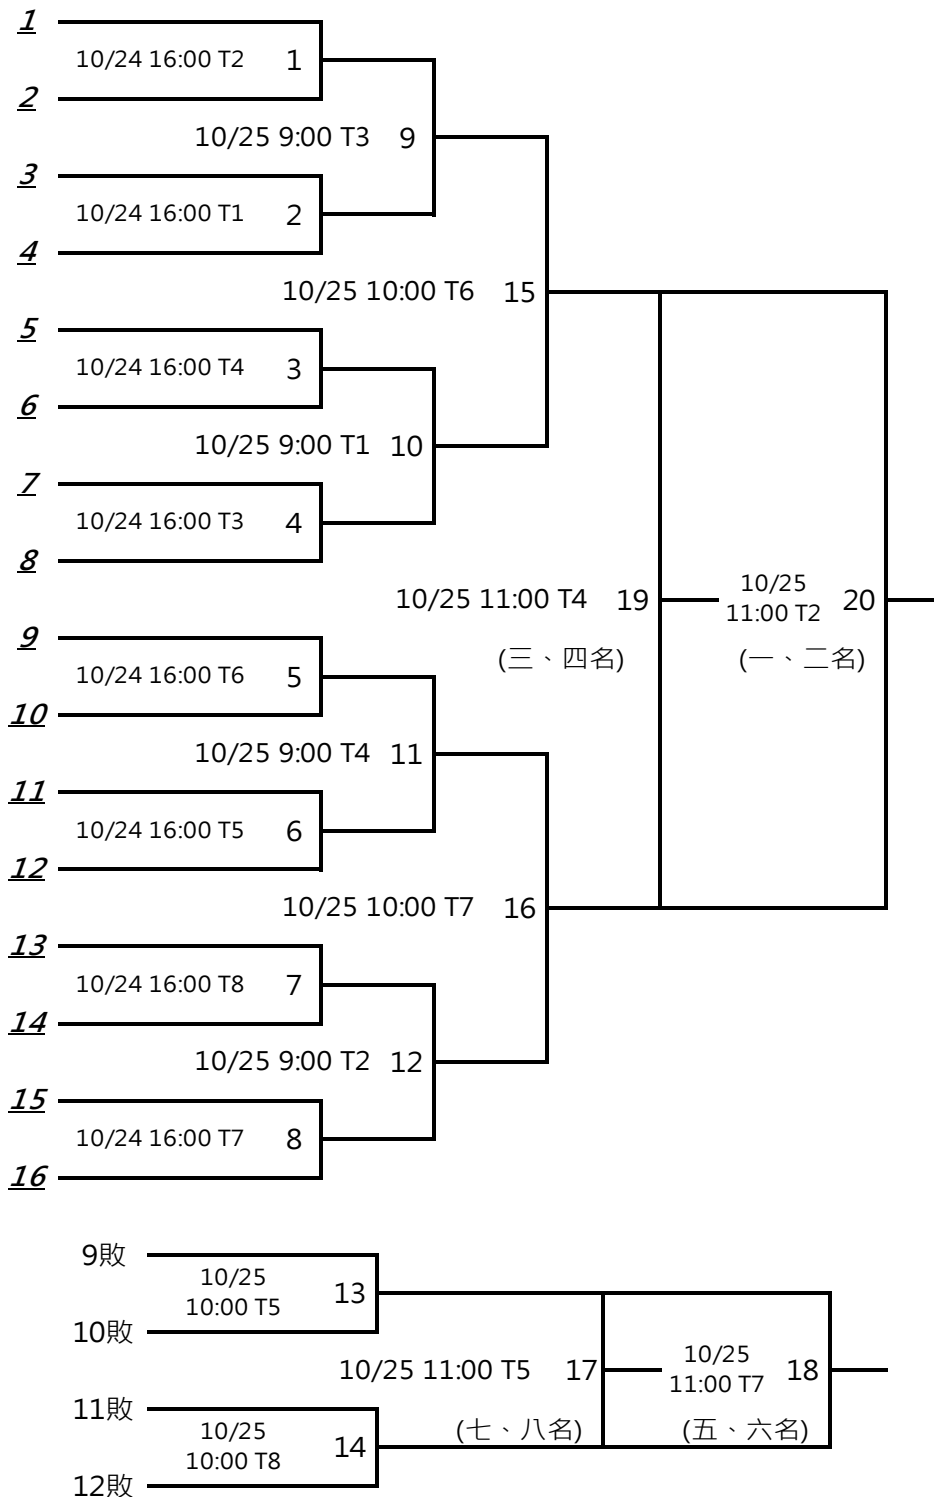 1
10/24 16:00 T2 1
2
10/25 9:00 T3 9
3
10/24 16:00 T1 2
4
10/25 10:00 T6 15
5
10/24 16:00 T4 3
6
10/25 9:00 T1 10
7
10/24 16:00 T3 4
8
10/25 11:00 T4 19
(三、四名)
10/25
11:00 T2 20
(一、二名)
9
10/24 16:00 T6 5
10
10/25 9:00 T4 11
11
10/24 16:00 T5 6
12
10/25 10:00 T7 16
13
10/24 16:00 T8 7
14
10/25 9:00 T2 12
15
10/24 16:00 T7 8
16
9敗
10/25
10:00 T5 13
10敗
10/25 11:00 T5 17
(七、八名)
10/25
11:00 T7 18
(五、六名)
11敗
10/25
10:00 T8 14
12敗